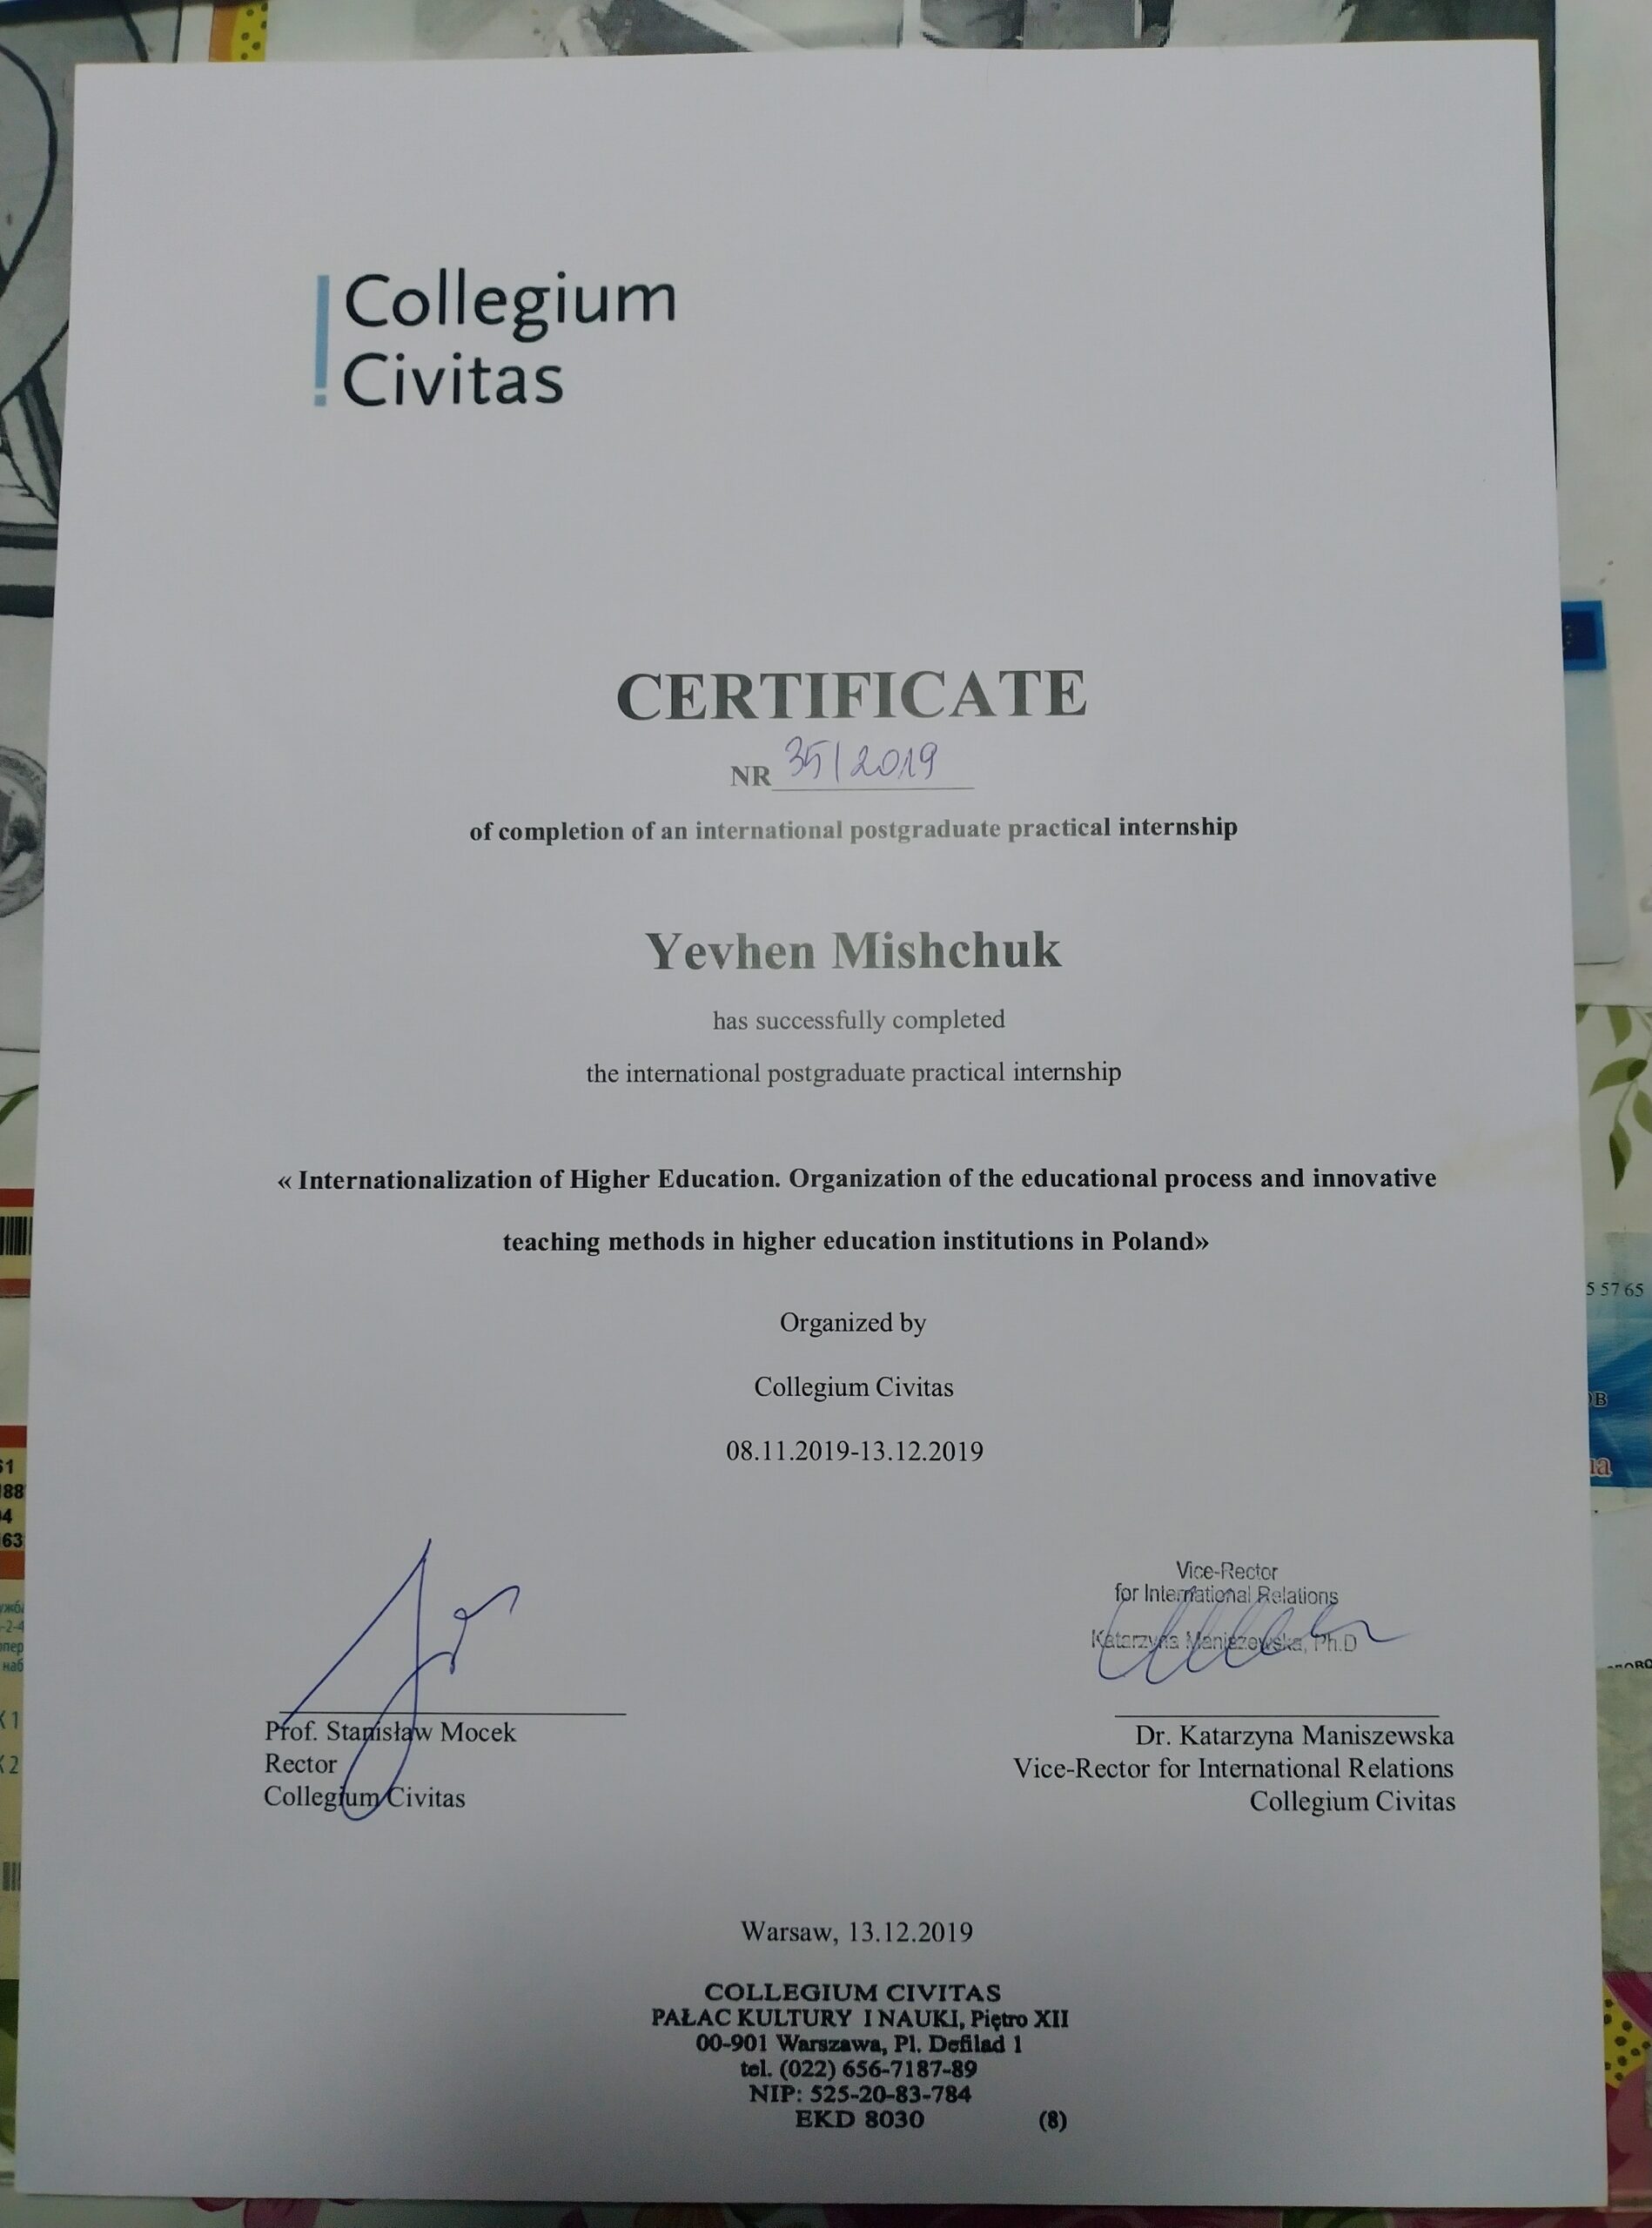 Collegium
Civitas
CERTIFICATE
NR 35/2019
of completion of an international postgraduate practical internship
Yevhen Mishchuk
has successfully completed
the international postgraduate practical internship
« Internationalization of Higher Education. Organization of the educational process and innovative
teaching methods in higher education institutions in Poland»
Organized by
Collegium Civitas
08.11.2019-13.12.2019
Vice-Rector
for International Relations
Katarzyna Maniszewska, Ph.D
Prof. Stanisław Mocek
Rector
Collegium Civitas
Dr. Katarzyna Maniszewska
Vice-Rector for International Relations
Collegium Civitas
Warsaw, 13.12.2019
COLLEGIUM CIVITAS
PAŁAC KULTURY I NAUKI, Piętro XII
00-901 Warszawa, Pl. Defilad 1
tel. (022) 656-7187-89
NIP: 525-20-83-784
EKD 8030 (8)
5 57 65